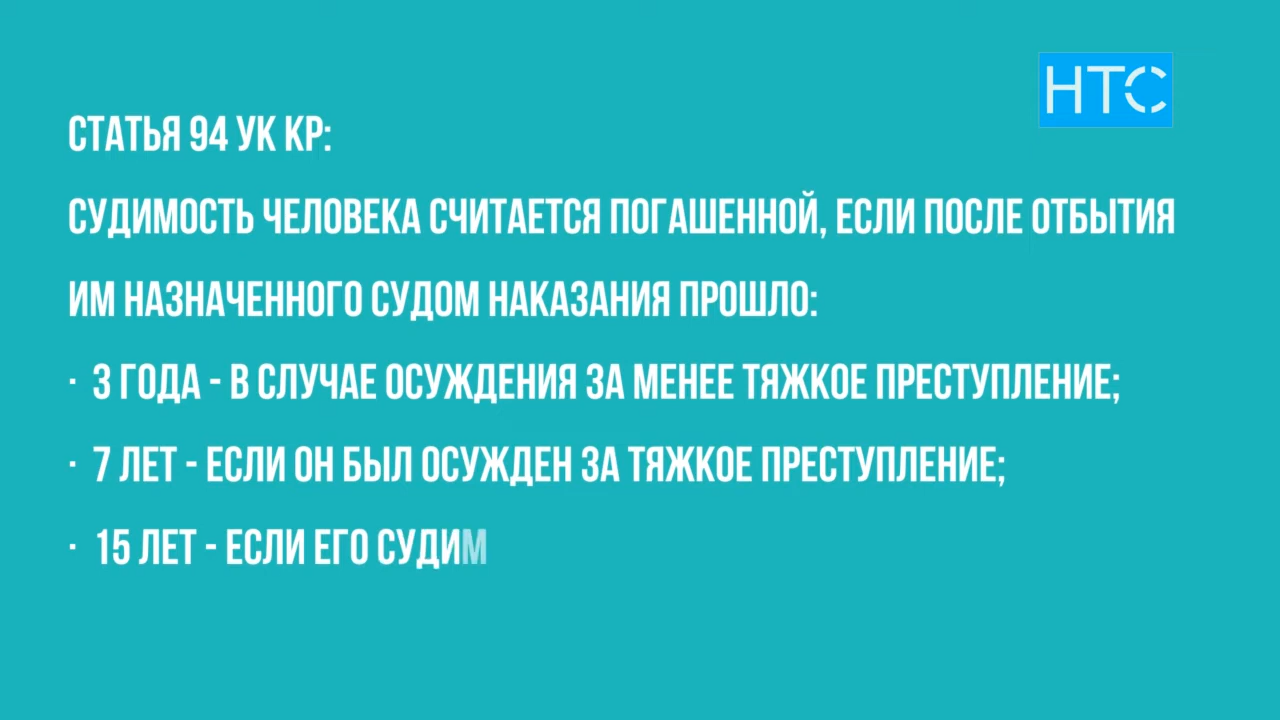 НТС
СТАТЬЯ 94 УК КР:
СУДИМОСТЬ ЧЕЛОВЕКА СЧИТАЕТСЯ ПОГАШЕННОЙ, ЕСЛИ ПОСЛЕ ОТБЫТИЯ
ИМ НАЗНАЧЕННОГО СУДОМ НАКАЗАНИЯ ПРОШЛО:
· 3 ГОДА - В СЛУЧАЕ ОСУЖДЕНИЯ ЗА МЕНЕЕ ТЯЖКОЕ ПРЕСТУПЛЕНИЕ;
· 7 ЛЕТ - ЕСЛИ ОН БЫЛ ОСУЖДЕН ЗА ТЯЖКОЕ ПРЕСТУПЛЕНИЕ;
· 15 ЛЕТ - ЕСЛИ ЕГО СУДИМ